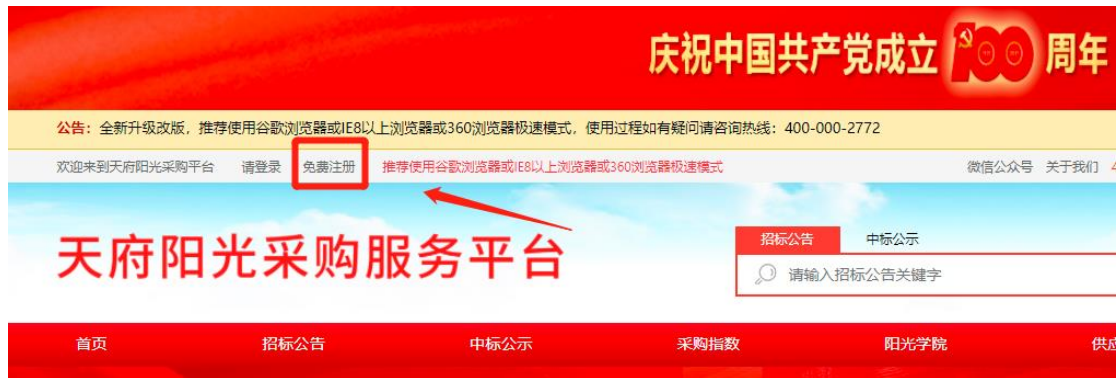 庆祝中国共产党成立100周年
公告：全新升级改版，推荐使用谷歌浏览器或IE8以上浏览器或360浏览器极速模式，使用过程如有疑问请咨询热线：400-000-2772
欢迎来到天府阳光采购平台 请登录 免费注册 推荐使用谷歌浏览器或IE8以上浏览器或360浏览器极速模式 微信公众号 关于我们
天府阳光采购服务平台
招标公告 中标公示
请输入招标公告关键字
首页 招标公告 中标公示 采购指数 阳光学院 供应